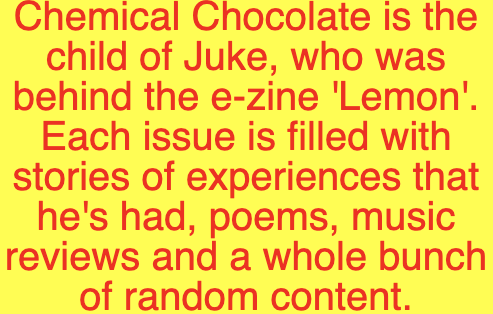 Chemical Chocolate is the
child of Juke, who was
behind the e-zine 'Lemon'.
Each issue is filled with
stories of experiences that
he's had, poems, music
reviews and a whole bunch
of random content.